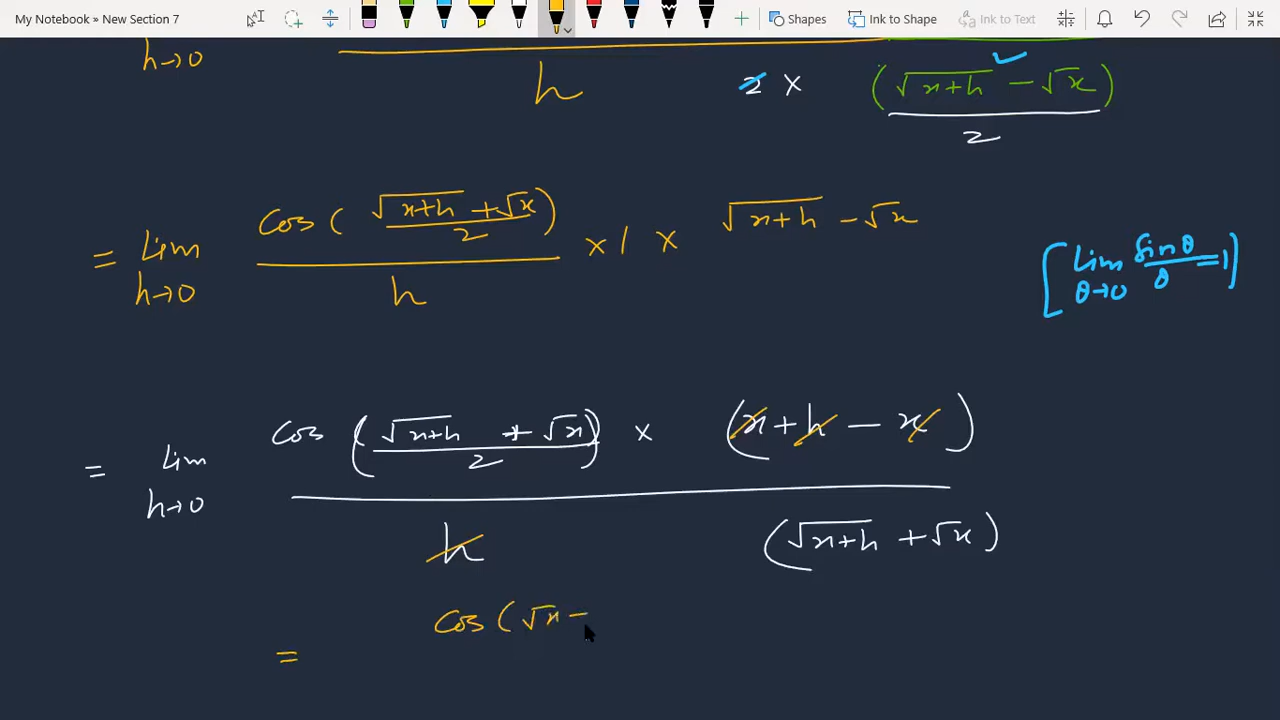 My Notebook » New Section 7
Shapes
Ink to Shape
Ink to Text
h→0
h
2 × (√x+h − √x)
2
= lim h→0 cos( √x+h + √x / 2 ) / h × 1 × √x+h − √x
[lim θ→0 sinθ/θ = 1]
= lim h→0 cos( √x+h + √x / 2 ) × (x + h − x)
h (√x+h + √x)
= cos(√x −